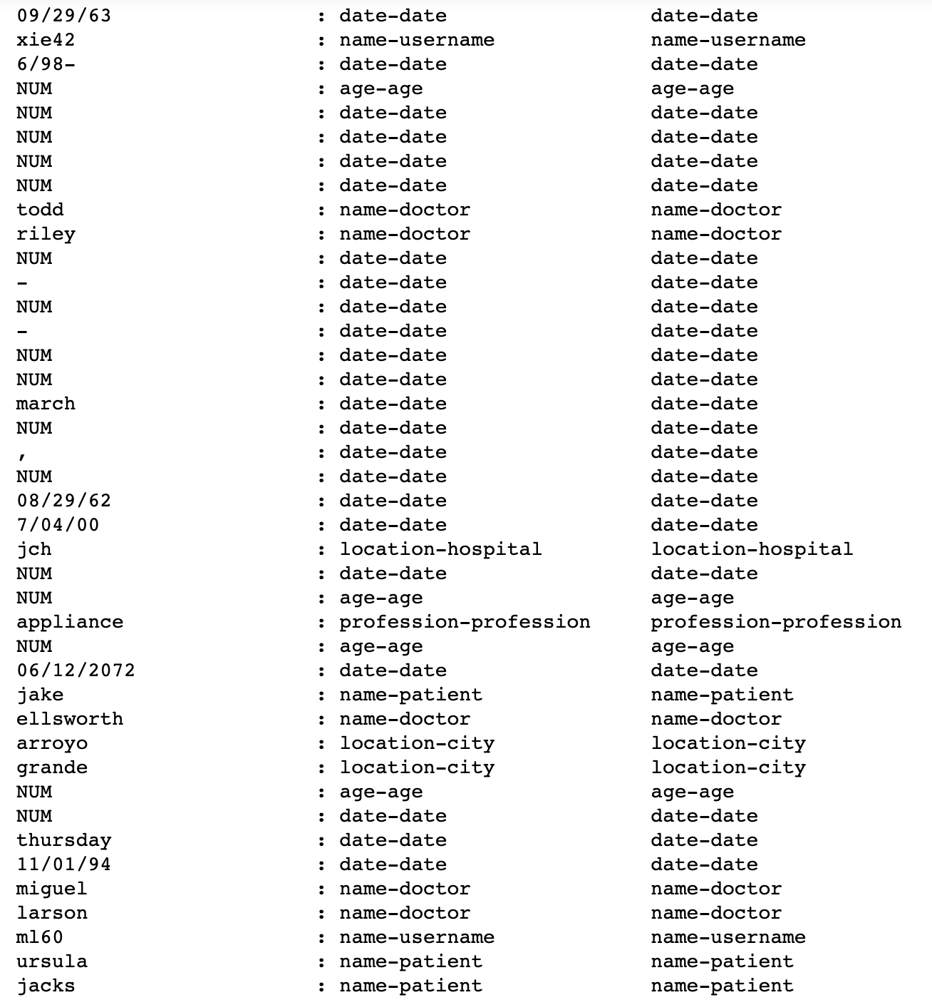 09/29/63 : date-date date-date
xie42 : name-username name-username
6/98- : date-date date-date
NUM : age-age age-age
NUM : date-date date-date
NUM : date-date date-date
NUM : date-date date-date
NUM : date-date date-date
todd : name-doctor name-doctor
riley : name-doctor name-doctor
NUM : date-date date-date
- : date-date date-date
NUM : date-date date-date
- : date-date date-date
NUM : date-date date-date
NUM : date-date date-date
march : date-date date-date
NUM : date-date date-date
, : date-date date-date
NUM : date-date date-date
08/29/62 : date-date date-date
7/04/00 : date-date date-date
jch : location-hospital location-hospital
NUM : date-date date-date
NUM : age-age age-age
appliance : profession-profession profession-profession
NUM : age-age age-age
06/12/2072 : date-date date-date
jake : name-patient name-patient
ellsworth : name-doctor name-doctor
arroyo : location-city location-city
grande : location-city location-city
NUM : age-age age-age
NUM : date-date date-date
thursday : date-date date-date
11/01/94 : date-date date-date
miguel : name-doctor name-doctor
larson : name-doctor name-doctor
ml60 : name-username name-username
ursula : name-patient name-patient
jacks : name-patient name-patient